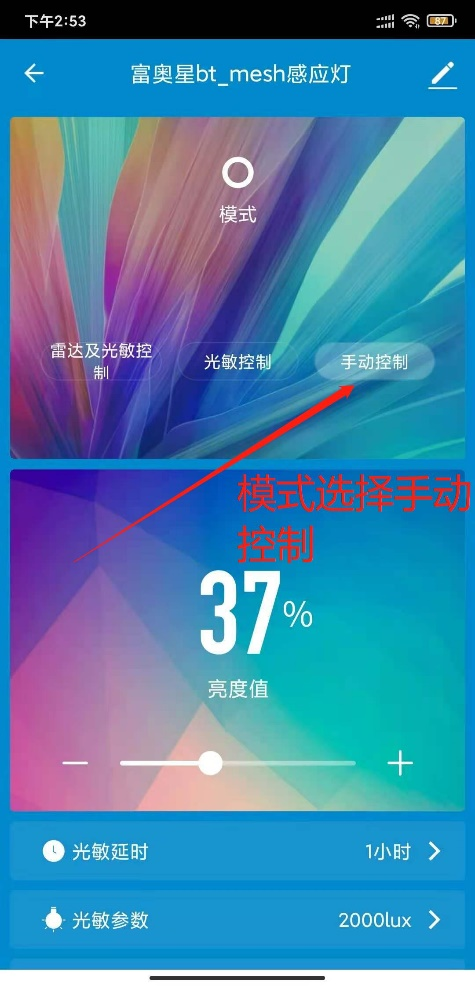 下午2:53
87
富奥星bt_mesh感应灯
模式
雷达及光敏控
制
光敏控制
手动控制
模式选择手动
控制
37%
亮度值
光敏延时
1小时
光敏参数
2000lux